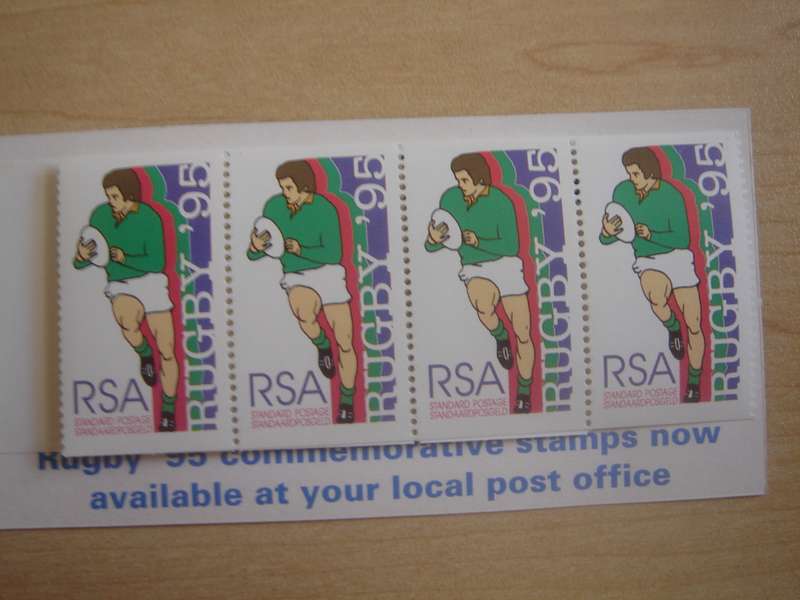 RUGBY '95
RSA
STANDARD POSTAGE
STANDAARDPOSGELD
RUGBY '95
RSA
STANDARD POSTAGE
STANDAARDPOSGELD
RUGBY '95
RSA
STANDARD POSTAGE
STANDAARDPOSGELD
RUGBY '95
RSA
STANDARD POSTAGE
STANDAARDPOSGELD
Rugby '95 commemorative stamps now
available at your local post office